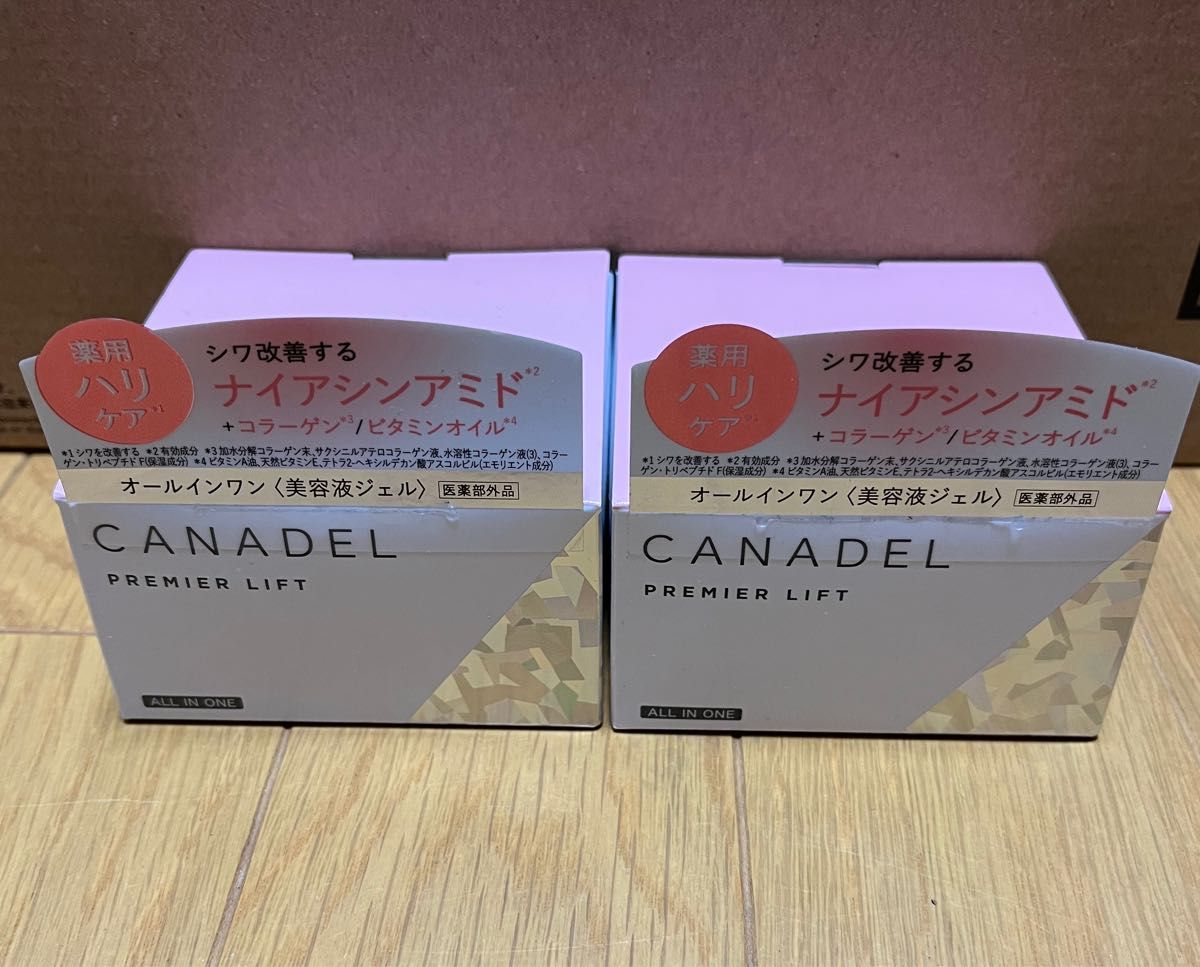 薬用
ハリ
ケア*1
シワ改善する
ナイアシンアミド*2
+コラーゲン*3/ビタミンオイル*4
*1 シワを改善する *2 有効成分 *3 加水分解コラーゲン末、サクシニルアテロコラーゲン液、水溶性コラーゲン液(3)、コラー
ゲン・トリペプチド F(保湿成分) *4 ビタミンA油、天然ビタミンE、テトラ2-ヘキシルデカン酸アスコルビル(エモリエント成分)
オールインワン〈美容液ジェル〉 医薬部外品
CANADEL
PREMIER LIFT
ALL IN ONE
薬用
ハリ
ケア*1
シワ改善する
ナイアシンアミド*2
+コラーゲン*3/ビタミンオイル*4
*1 シワを改善する *2 有効成分 *3 加水分解コラーゲン末、サクシニルアテロコラーゲン液、水溶性コラーゲン液(3)、コラー
ゲン・トリペプチド F(保湿成分) *4 ビタミンA油、天然ビタミンE、テトラ2-ヘキシルデカン酸アスコルビル(エモリエント成分)
オールインワン〈美容液ジェル〉 医薬部外品
CANADEL
PREMIER LIFT
ALL IN ONE